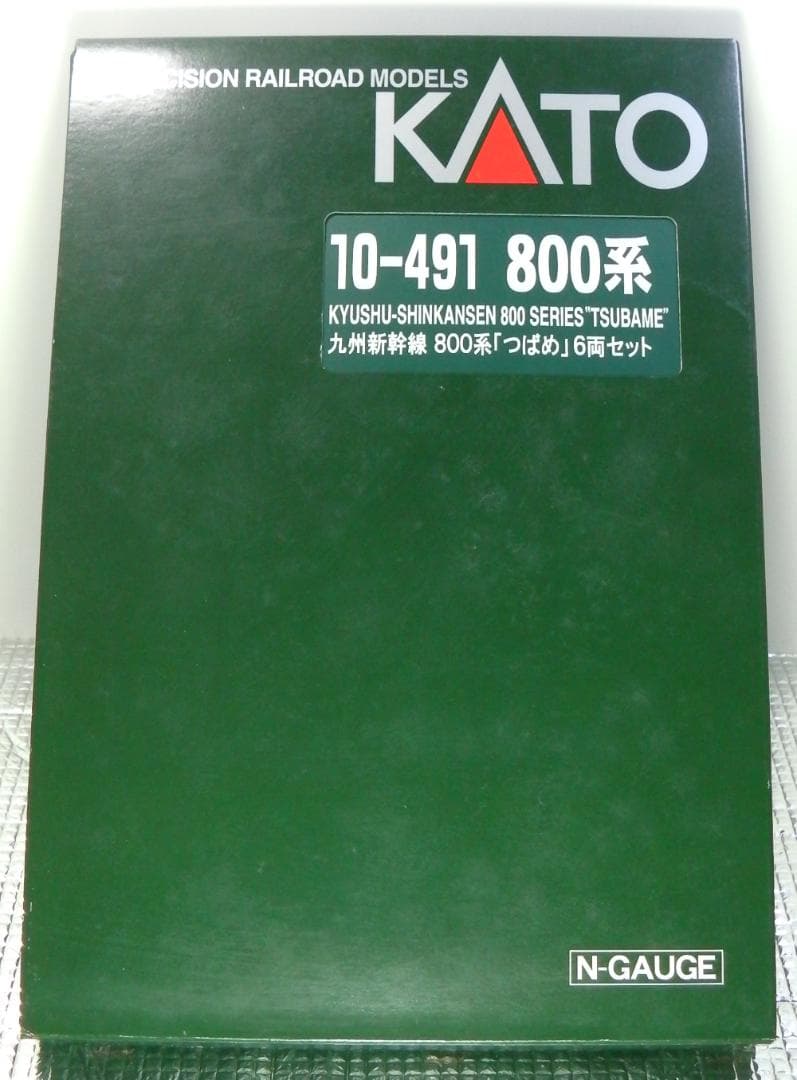 CISION RAILROAD MODELS
KATO
10-491 800系
KYUSHU-SHINKANSEN 800 SERIES"TSUBAME"
九州新幹線 800系「つばめ」6両セット
N-GAUGE